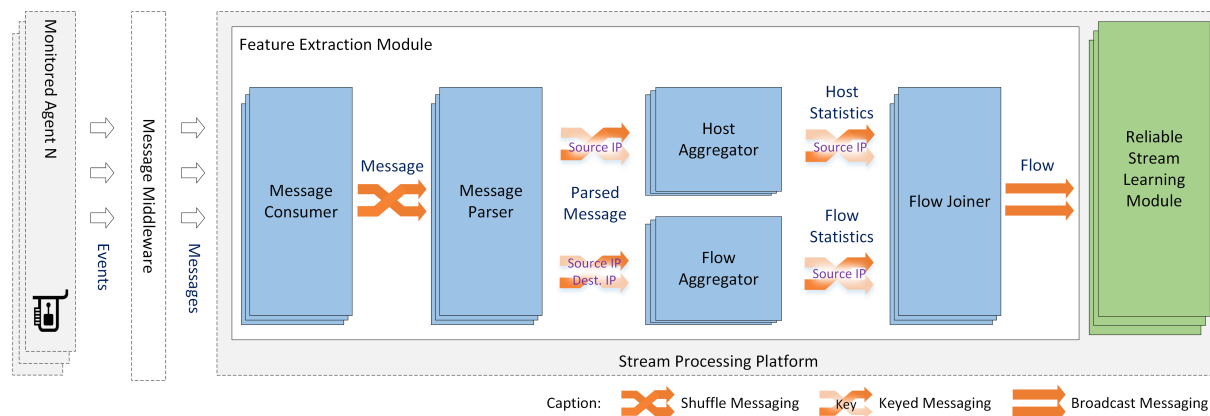 Monitored Agent N
Events
Message Middleware
Messages
Feature Extraction Module
Message
Consumer
Message
Message
Parser
Source IP
Parsed
Message
Source IP
Dest. IP
Host
Aggregator
Flow
Aggregator
Host
Statistics
Source IP
Flow
Statistics
Source IP
Flow Joiner
Flow
Reliable
Stream
Learning
Module
Stream Processing Platform
Caption:
Shuffle Messaging
Key
Keyed Messaging
Broadcast Messaging